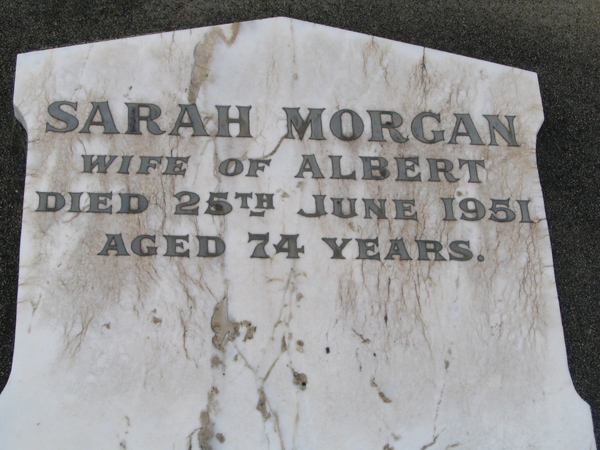 SARAH MORGAN
WIFE OF ALBERT
DIED 25TH JUNE 1951
AGED 74 YEARS.